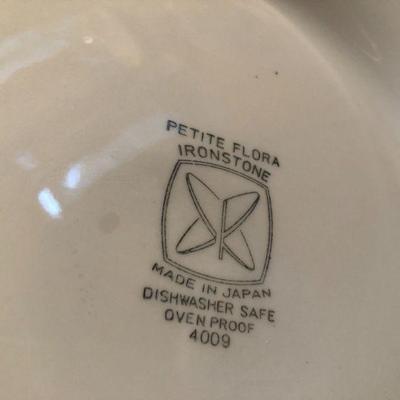 PETITE FLORA
IRONSTONE
MADE IN JAPAN
DISHWASHER SAFE
OVEN PROOF
4009